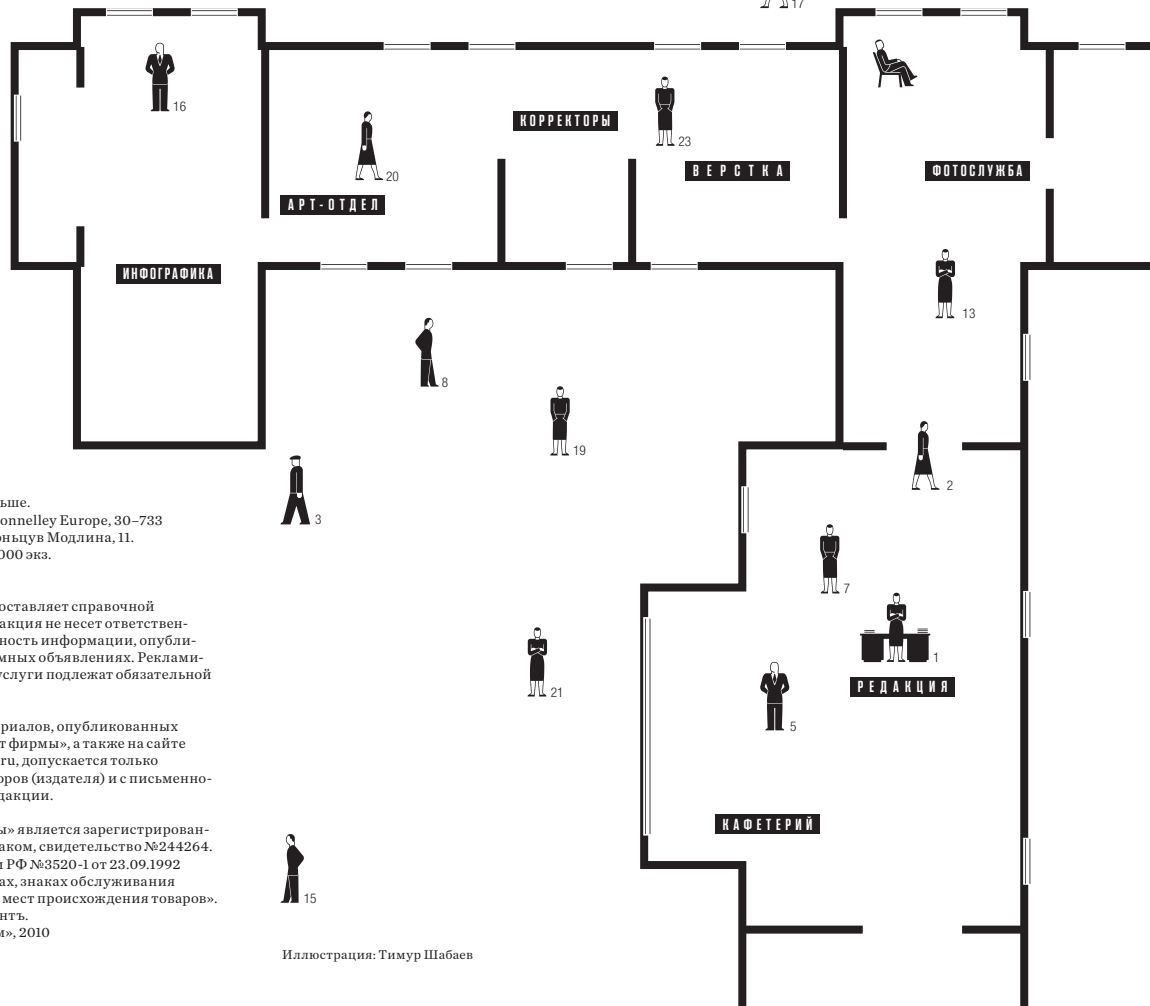 17
16
КОРРЕКТОРЫ
23
20
ВЕРСТКА
ФОТОСЛУЖБА
АРТ-ОТДЕЛ
ИНФОГРАФИКА
13
8
19
2
3
7
1
РЕДАКЦИЯ
21
5
КАФЕТЕРИЙ
15
ьше.
onnelley Europe, 30–733
оньцув Модлина, 11.
000 экз.
оставляет справочной
акция не несет ответствен-
ность информации, опубли-
мных объявлениях. Реклами-
услуги подлежат обязательной
риалов, опубликованных
т фирмы», а также на сайте
ru, допускается только
оров (издателя) и с письменно-
дакции.
ы» является зарегистрирован-
аком, свидетельство №244264.
и РФ №3520-1 от 23.09.1992
ах, знаках обслуживания
мест происхождения товаров».
нтъ.
м», 2010
Иллюстрация: Тимур Шабаев